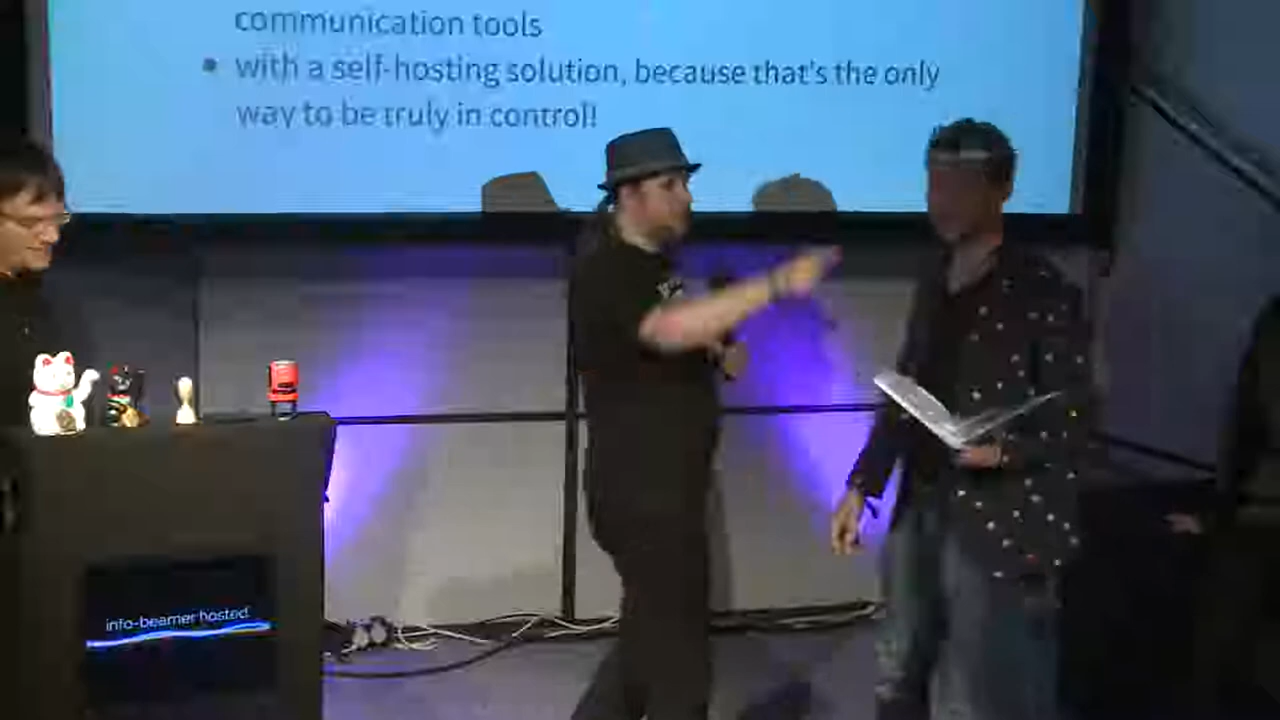 communication tools
• with a self-hosting solution, because that's the only
way to be truly in control!
info-beamer hosted